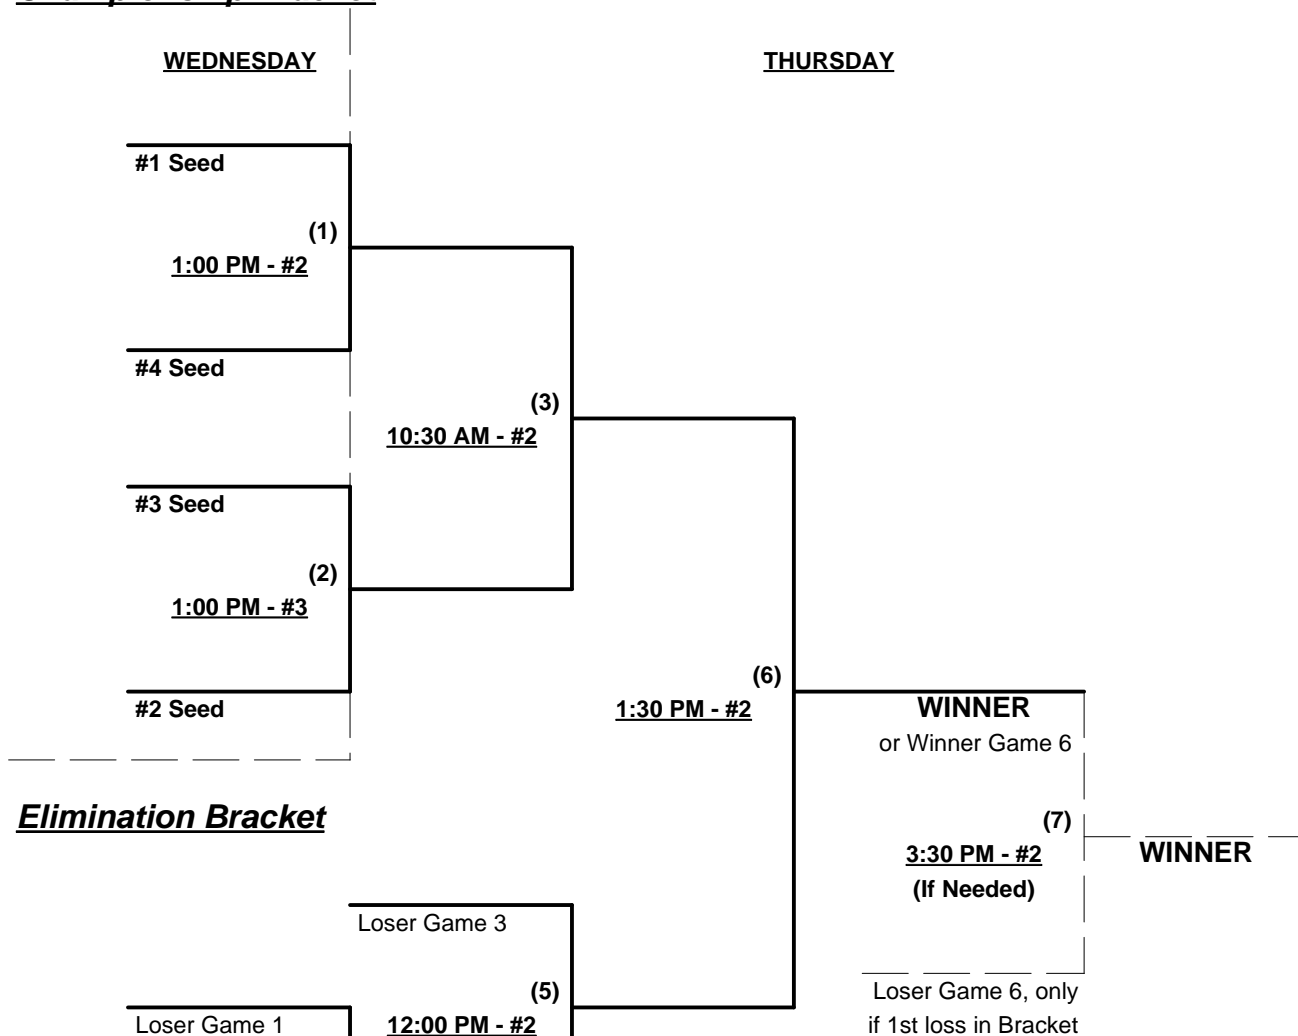 WEDNESDAY
THURSDAY
#1 Seed
(1)
1:00 PM - #2
#4 Seed
(3)
10:30 AM - #2
#3 Seed
(2)
1:00 PM - #3
(6)
#2 Seed
1:30 PM - #2
WINNER
or Winner Game 6
Elimination Bracket
(7)
3:30 PM - #2
WINNER
(If Needed)
Loser Game 3
(5)
Loser Game 6, only
Loser Game 1
12:00 PM - #2
if 1st loss in Bracket